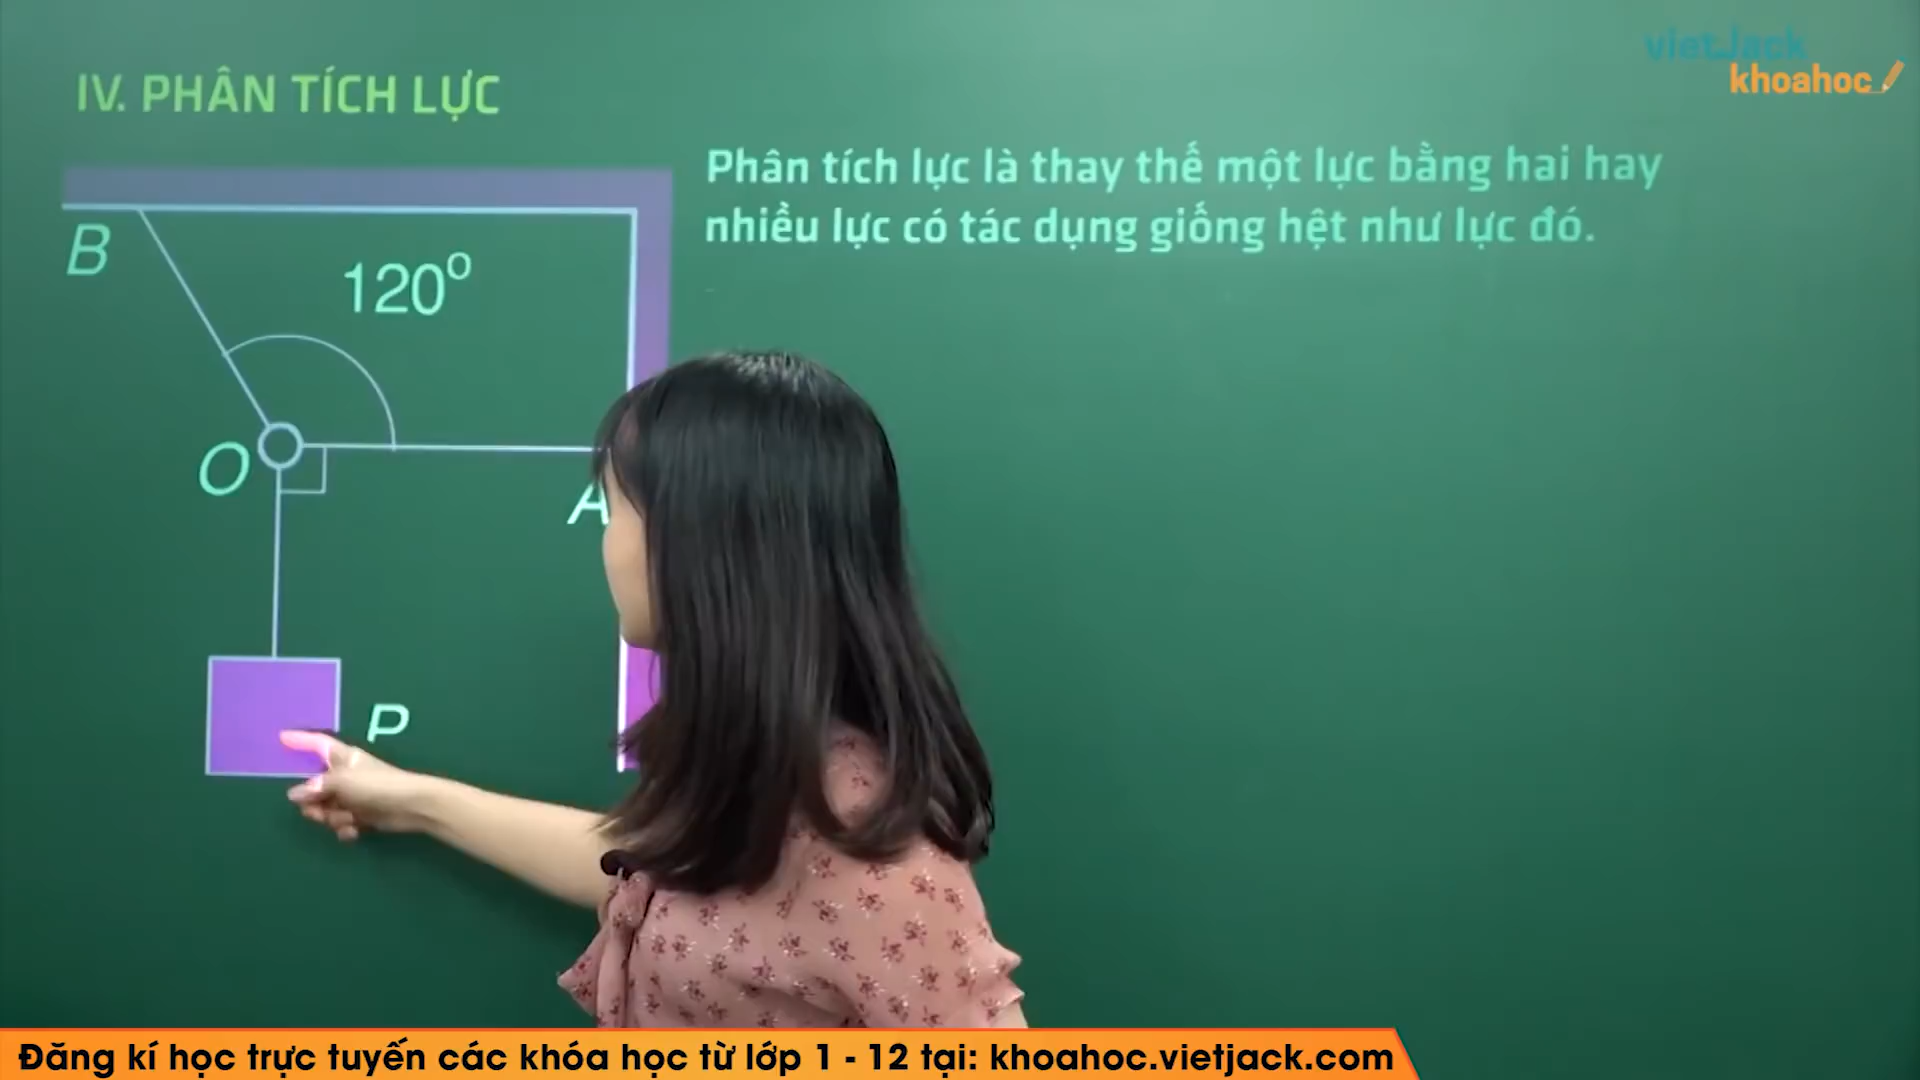 vietJack
khoahoc
IV. PHÂN TÍCH LỰC
Phân tích lực là thay thế một lực bằng hai hay
nhiều lực có tác dụng giống hệt như lực đó.
B
120º
O
A
P
Đăng kí học trực tuyến các khóa học từ lớp 1 - 12 tại: khoahoc.vietjack.com